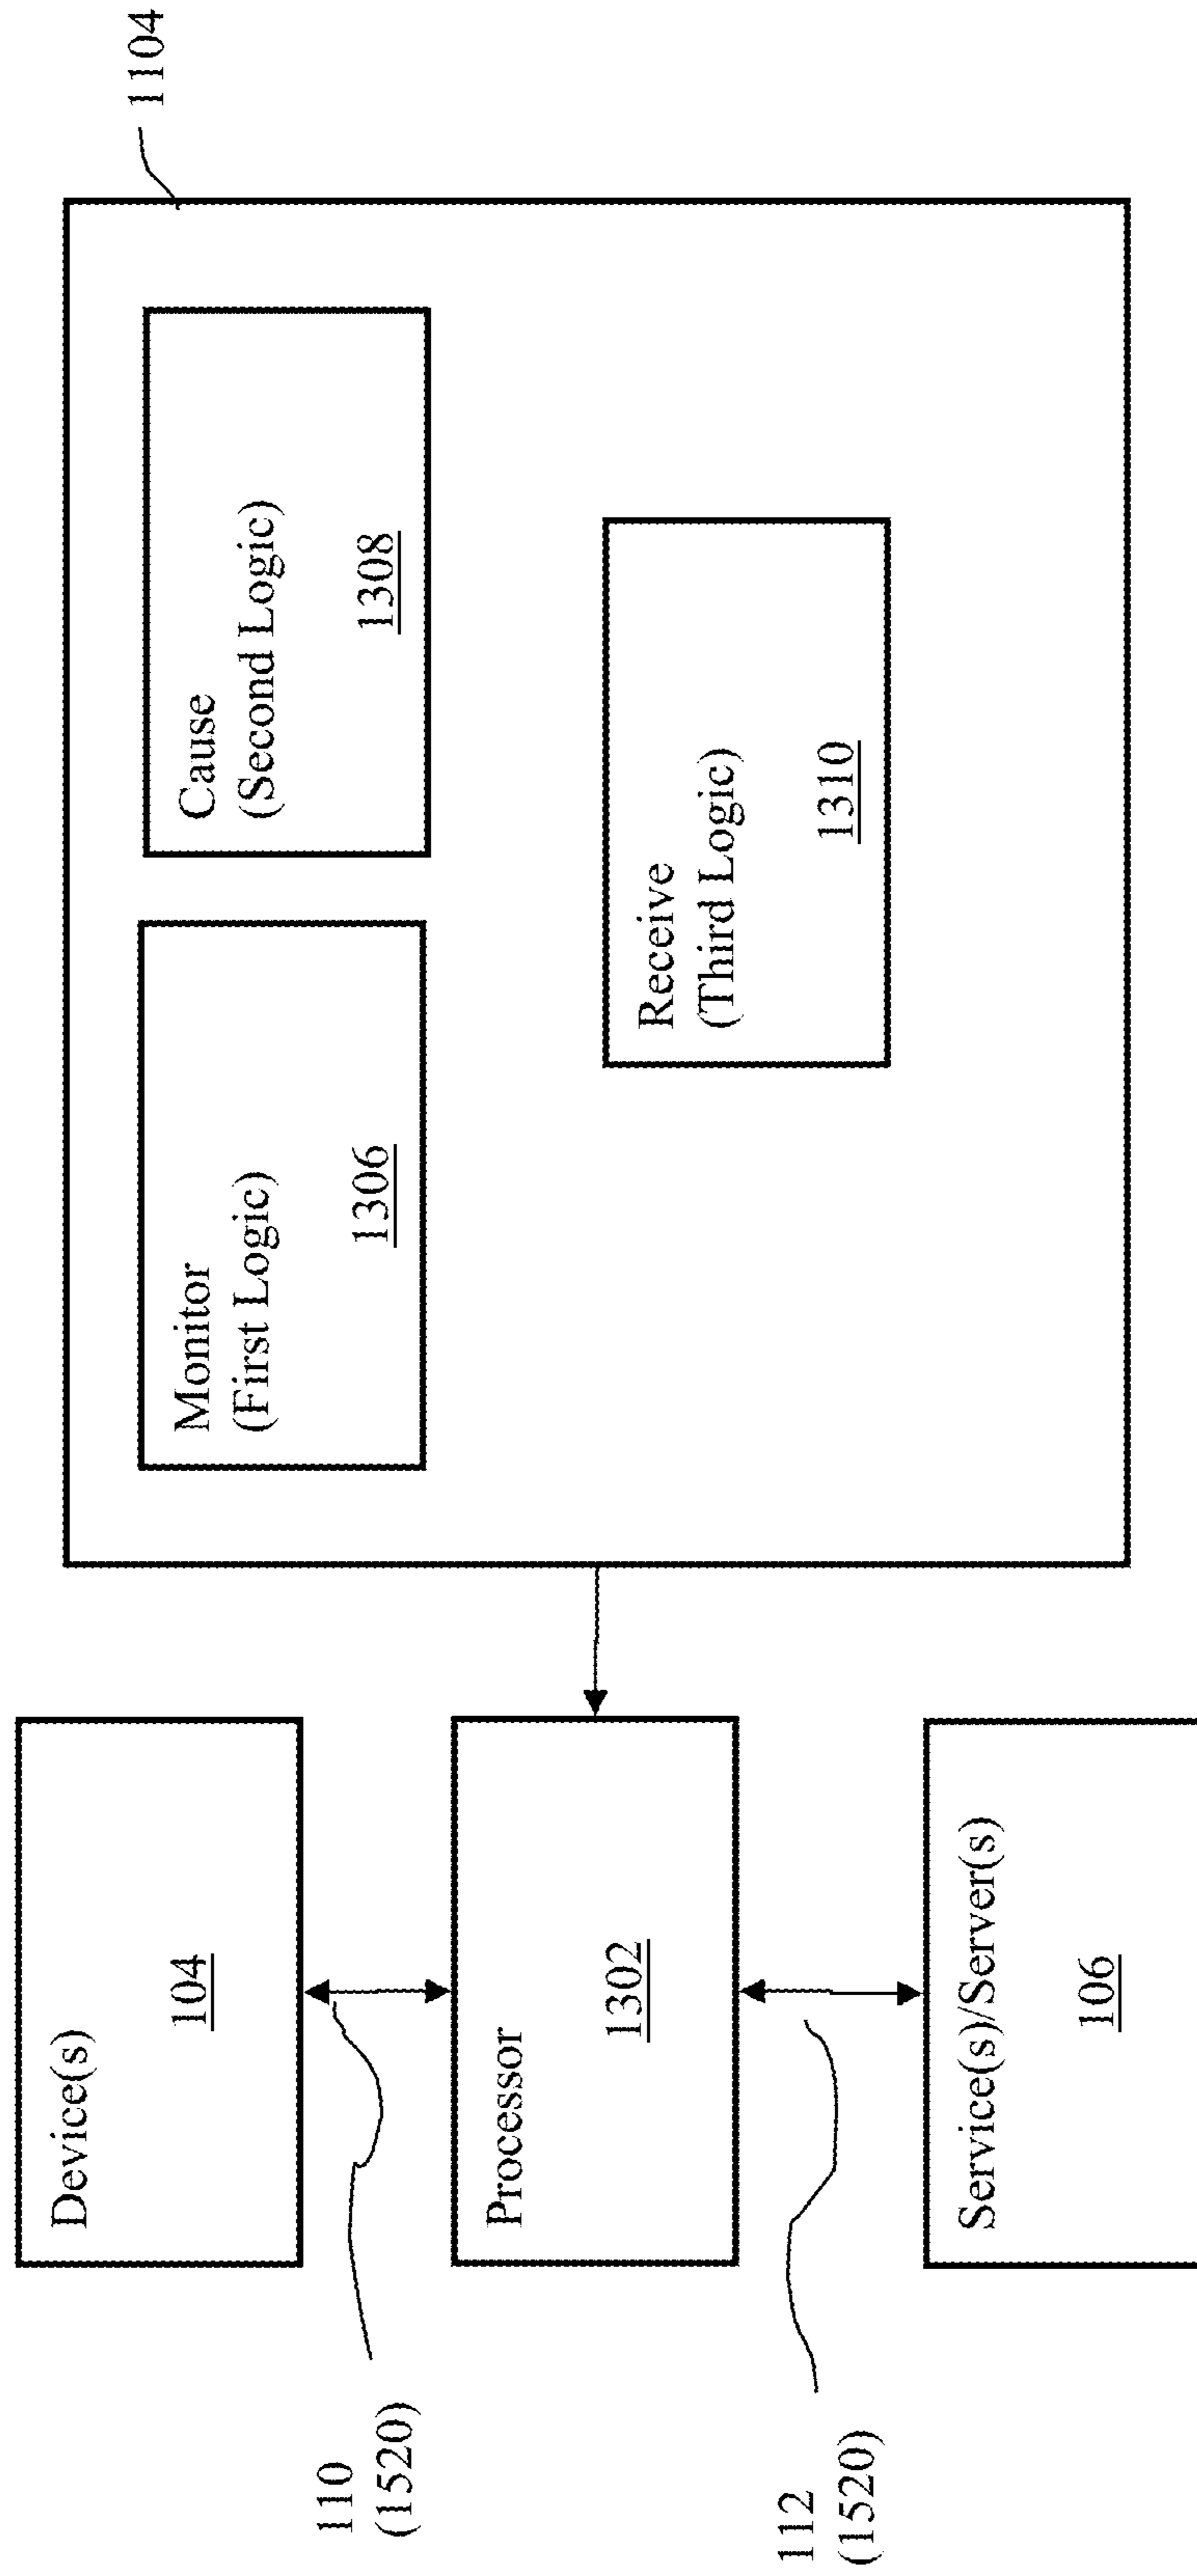 Device(s)
104
110
(1520)
Processor
1302
112
(1520)
Service(s)/Server(s)
106
1104
Monitor
(First Logic)
1306
Cause
(Second Logic)
1308
Receive
(Third Logic)
1310